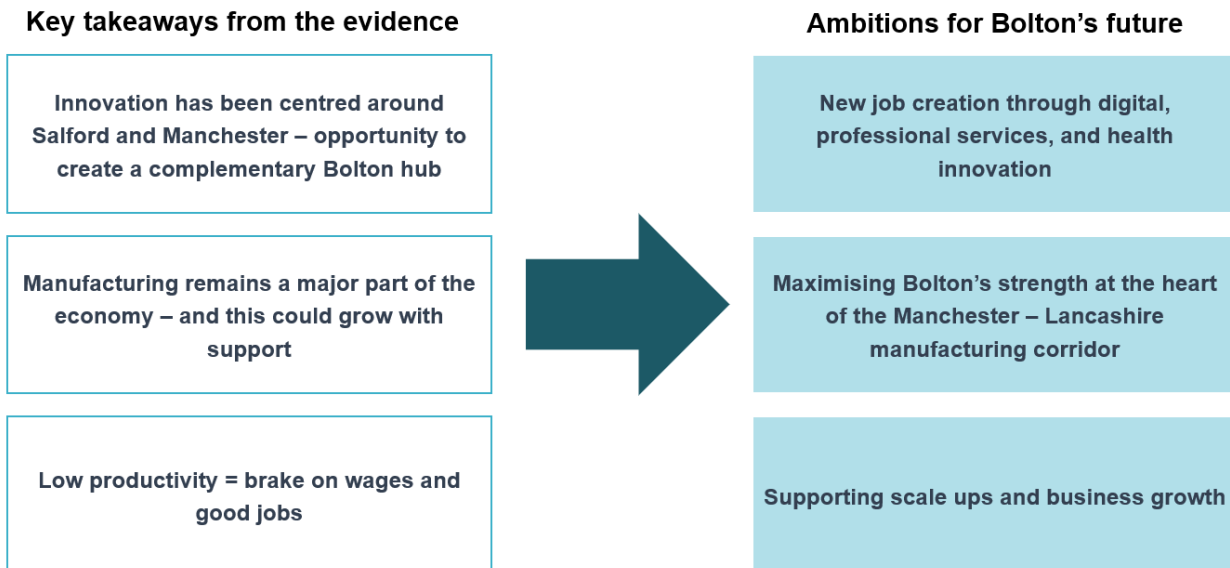 Key takeaways from the evidence
Innovation has been centred around
Salford and Manchester – opportunity to
create a complementary Bolton hub
Manufacturing remains a major part of the
economy – and this could grow with
support
Low productivity = brake on wages and
good jobs
Ambitions for Bolton's future
New job creation through digital,
professional services, and health
innovation
Maximising Bolton's strength at the heart
of the Manchester – Lancashire
manufacturing corridor
Supporting scale ups and business growth